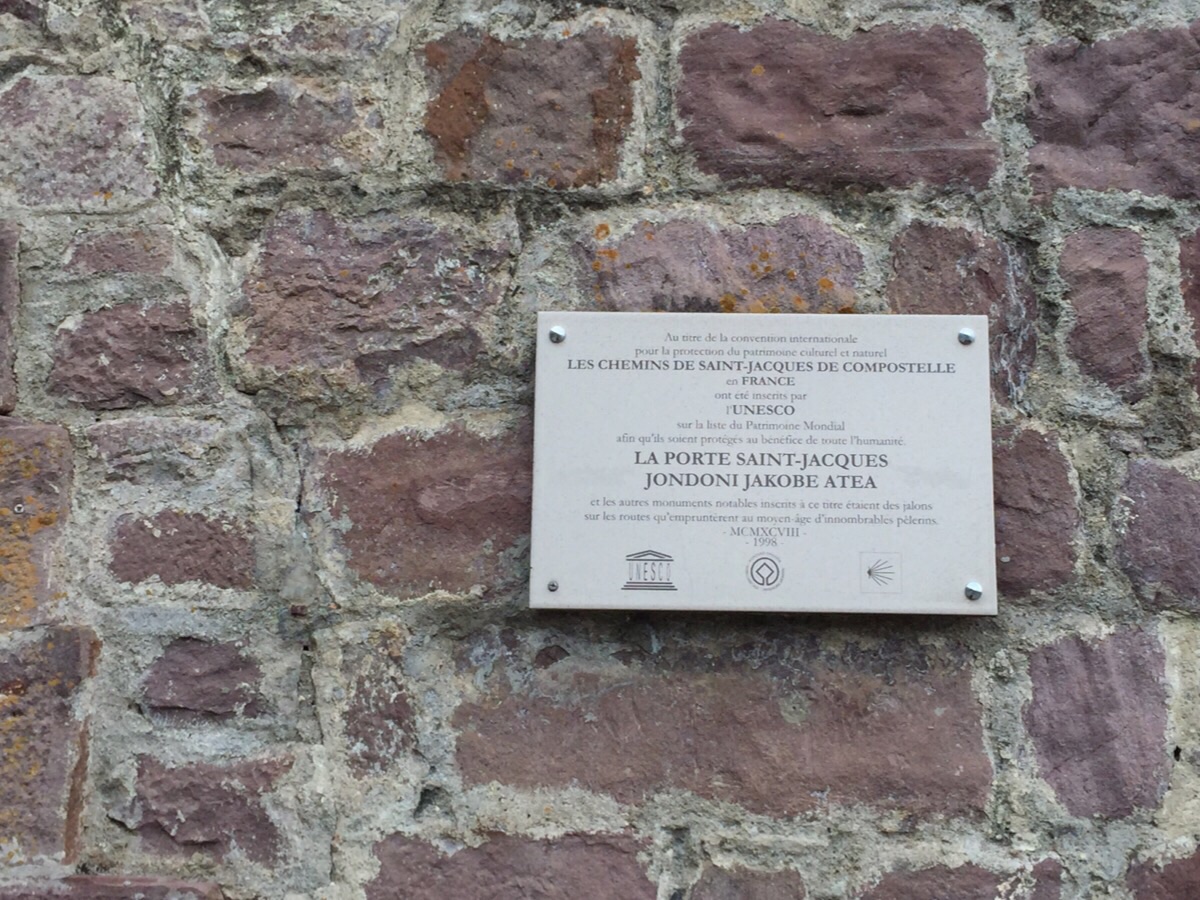 Au titre de la convention internationale
pour la protection du patrimoine culturel et naturel
LES CHEMINS DE SAINT-JACQUES DE COMPOSTELLE
en FRANCE
ont été inscrits par
l'UNESCO
sur la liste du Patrimoine Mondial
afin qu'ils soient protégés au bénéfice de toute l'humanité.
LA PORTE SAINT-JACQUES
JONDONI JAKOBE ATEA
et les autres monuments notables inscrits à ce titre étaient des jalons
sur les routes qu'empruntèrent au moyen-âge d'innombrables pèlerins.
- MCMXCVIII -
- 1998 -
UNESCO